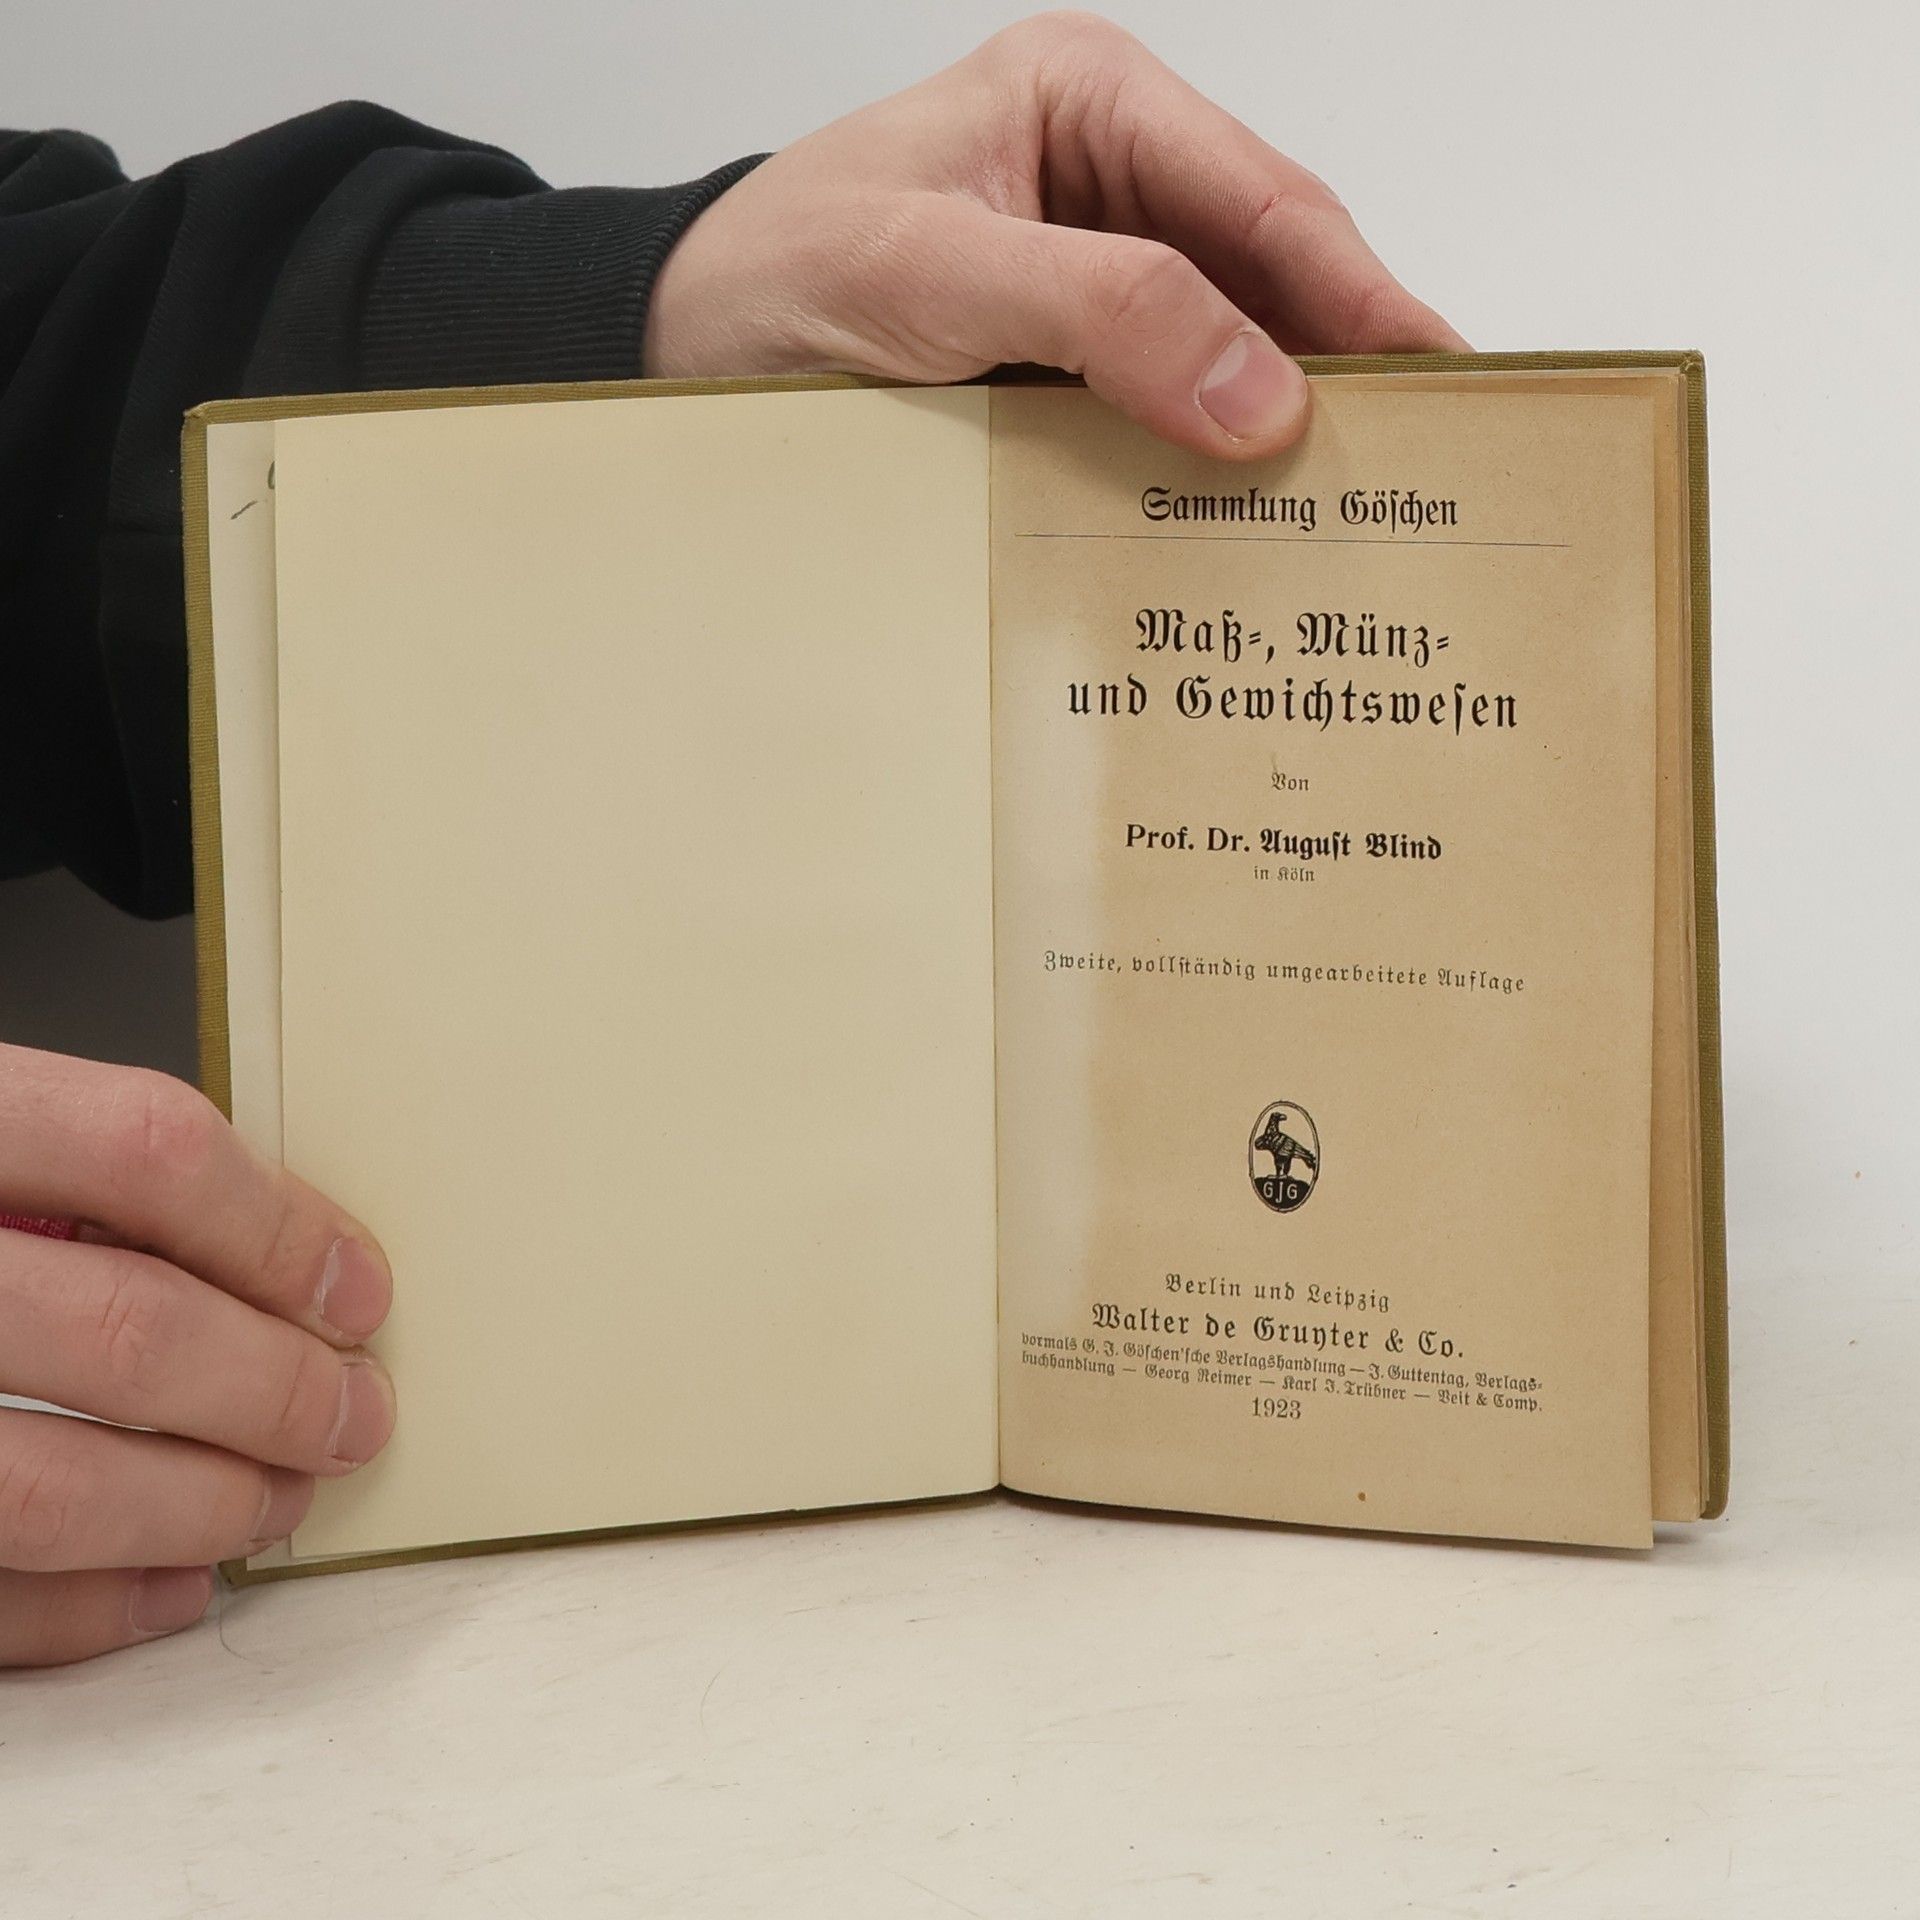 Sammlung Göſchen
Maß-, Münz-
und Gewichtsweſen
Von
Prof. Dr. Auguſt Blind
in Köln
Zweite, vollſtändig umgearbeitete Auflage
GJG
Berlin und Leipzig
Walter de Gruyter & Co.
vormals G. J. Göſchen'ſche Verlagshandlung — J. Guttentag, Verlags-
buchhandlung — Georg Reimer — Karl J. Trübner — Veit & Comp.
1923